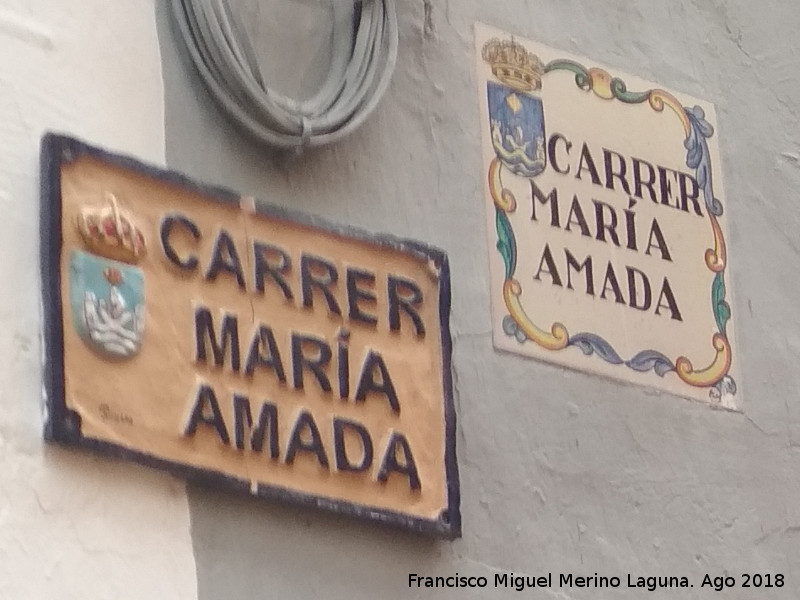 CARRER
MARÍA
AMADA
CARRER
MARÍA
AMADA
Francisco Miguel Merino Laguna. Ago 2018